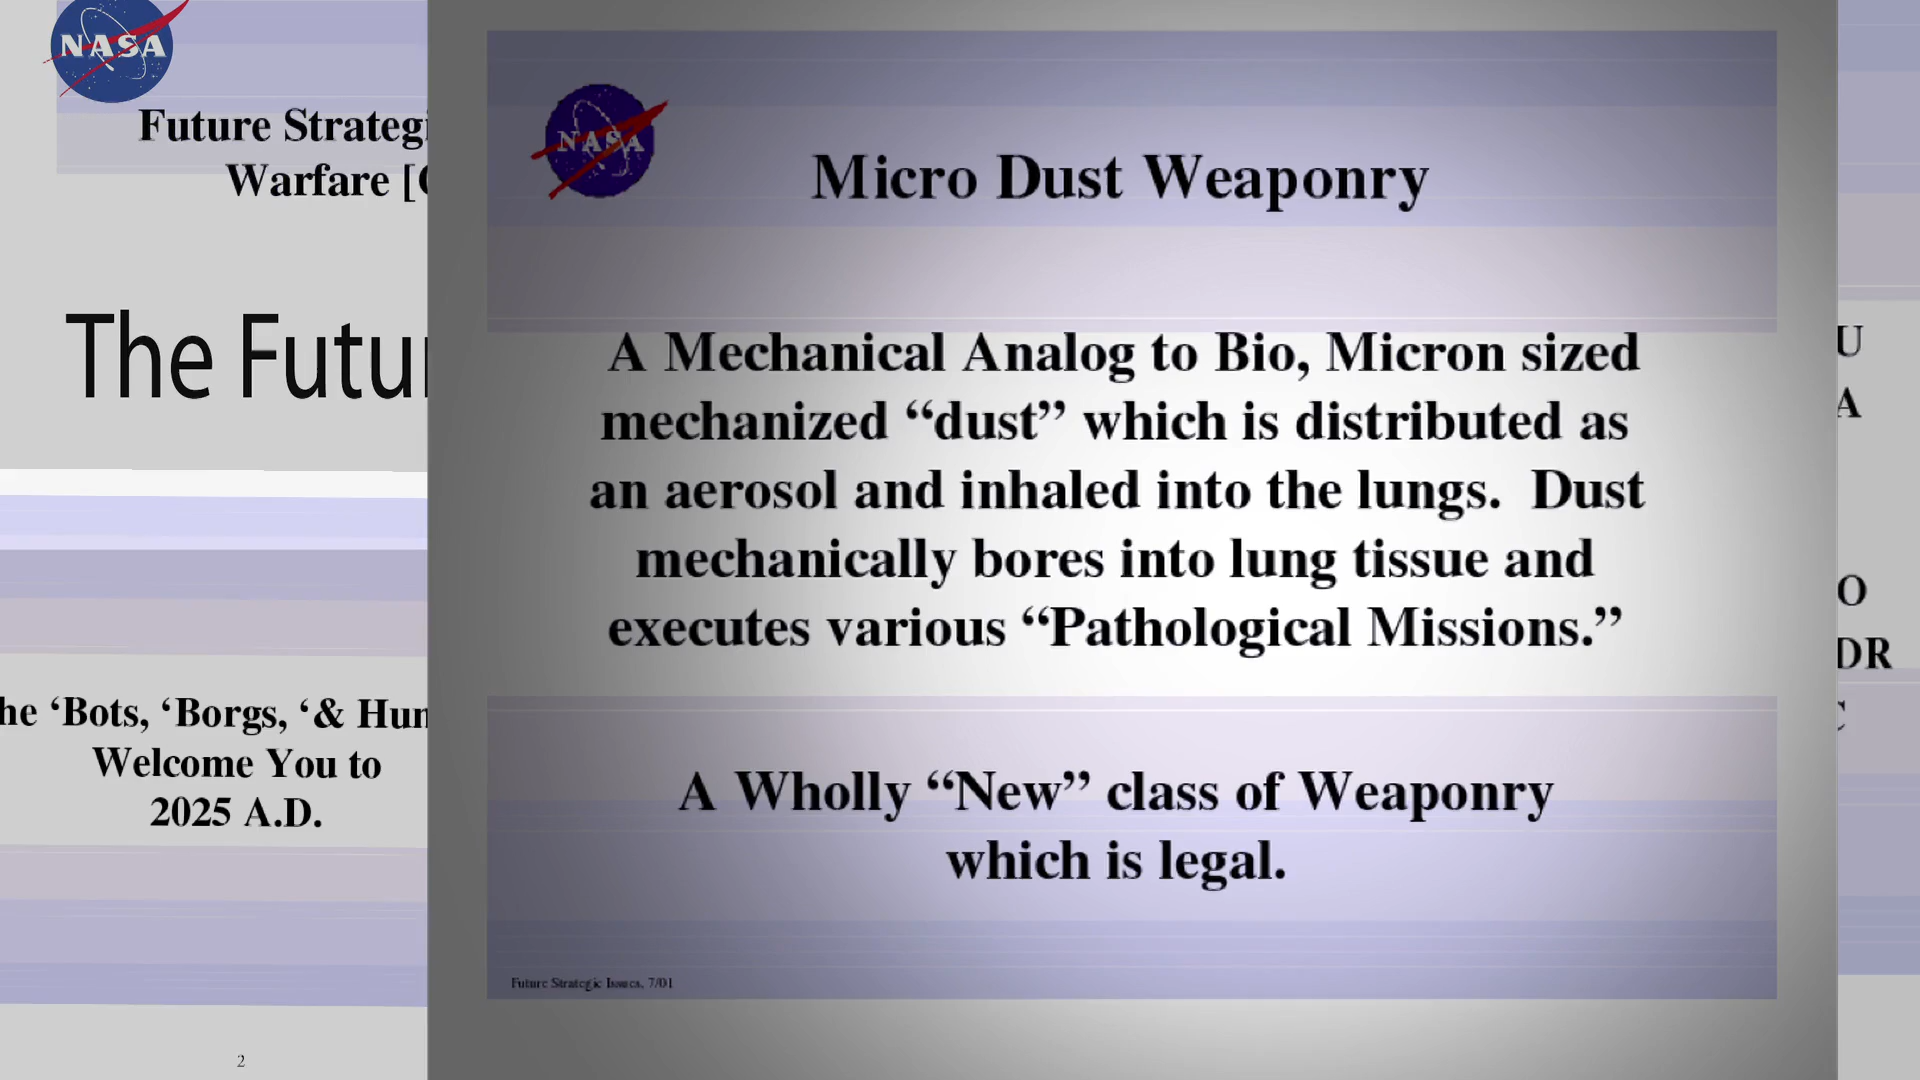 NASA
Future Strategi
Warfare [
The Futu
he ‘Bots, ‘Borgs, ‘& Hu
Welcome You to
2025 A.D.
2
NASA
Micro Dust Weaponry
A Mechanical Analog to Bio, Micron sized
mechanized “dust” which is distributed as
an aerosol and inhaled into the lungs. Dust
mechanically bores into lung tissue and
executes various “Pathological Missions.”
A Wholly “New” class of Weaponry
which is legal.
Future Strategic Issues, 7/01
U
A
O
DR
C